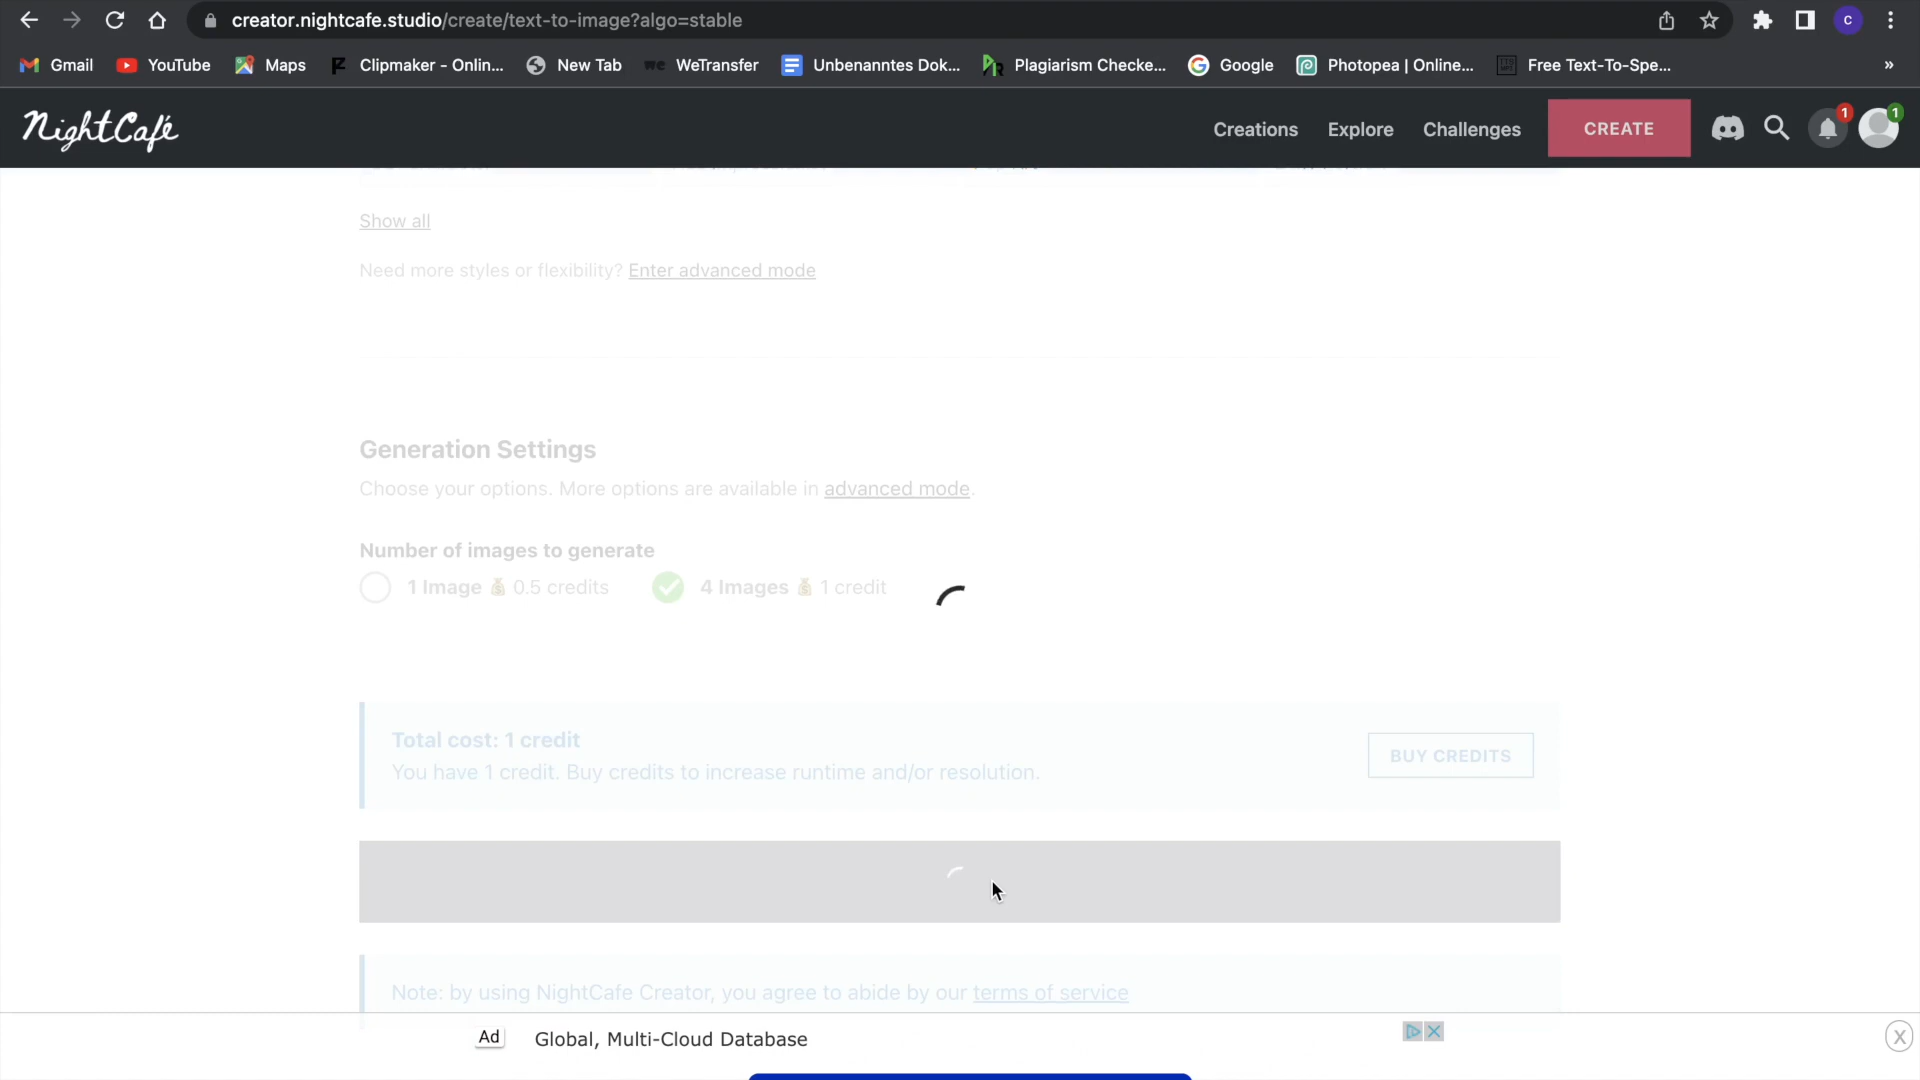 creator.nightcafe.studio/create/text-to-image?algo=stable
C
Gmail YouTube Maps Clipmaker - Onlin... New Tab WeTransfer Unbenanntes Dok... Plagiarism Checke... Google Photopea | Online... Free Text-To-Spe... »
NightCafé
Creations Explore Challenges CREATE 1 1
Show all
Need more styles or flexibility? Enter advanced mode
Generation Settings
Choose your options. More options are available in advanced mode.
Number of images to generate
1 Image 0.5 credits 4 Images 1 credit
Total cost: 1 credit
You have 1 credit. Buy credits to increase runtime and/or resolution.
BUY CREDITS
Note: by using NightCafe Creator, you agree to abide by our terms of service
Ad Global, Multi-Cloud Database